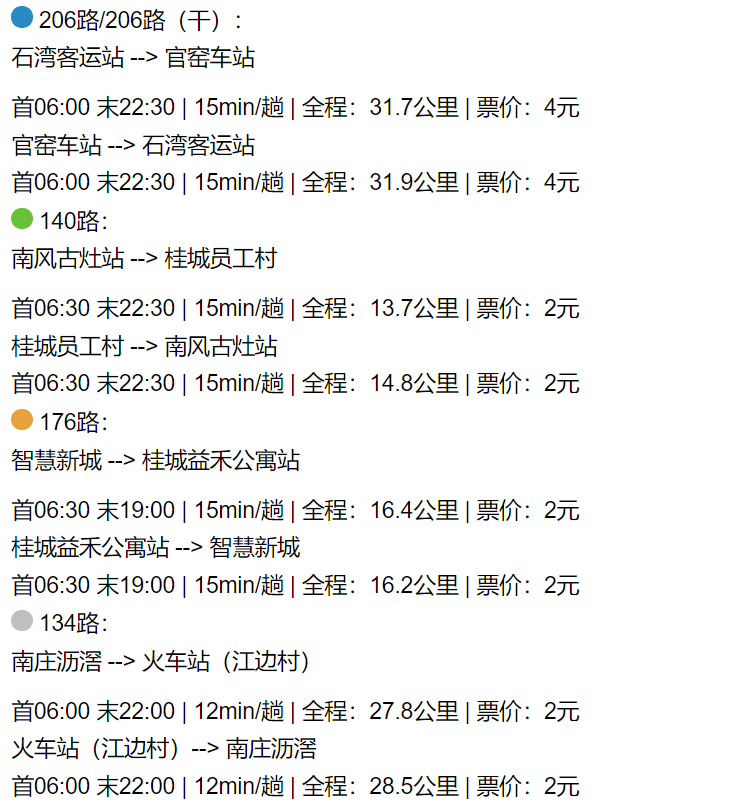 206路/206路（干）：
石湾客运站 --> 官窑车站
首06:00 末22:30 | 15min/趟 | 全程：31.7公里 | 票价：4元
官窑车站 --> 石湾客运站
首06:00 末22:30 | 15min/趟 | 全程：31.9公里 | 票价：4元
140路：
南风古灶站 --> 桂城员工村
首06:30 末22:30 | 15min/趟 | 全程：13.7公里 | 票价：2元
桂城员工村 --> 南风古灶站
首06:30 末22:30 | 15min/趟 | 全程：14.8公里 | 票价：2元
176路：
智慧新城 --> 桂城益禾公寓站
首06:30 末19:00 | 15min/趟 | 全程：16.4公里 | 票价：2元
桂城益禾公寓站 --> 智慧新城
首06:30 末19:00 | 15min/趟 | 全程：16.2公里 | 票价：2元
134路：
南庄沥滘 --> 火车站（江边村）
首06:00 末22:00 | 12min/趟 | 全程：27.8公里 | 票价：2元
火车站（江边村）--> 南庄沥滘
首06:00 末22:00 | 12min/趟 | 全程：28.5公里 | 票价：2元